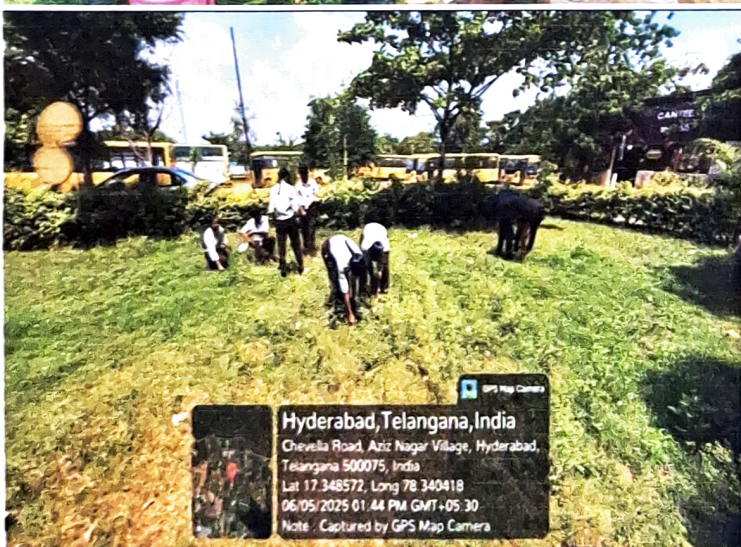 GPS Map Camera
Hyderabad,Telangana,India
Chevella Road, Aziz Nagar Village, Hyderabad,
Telangana 500075, India
Lat 17.348572, Long 78.340418
06/05/2025 01:44 PM GMT+05:30
Note : Captured by GPS Map Camera